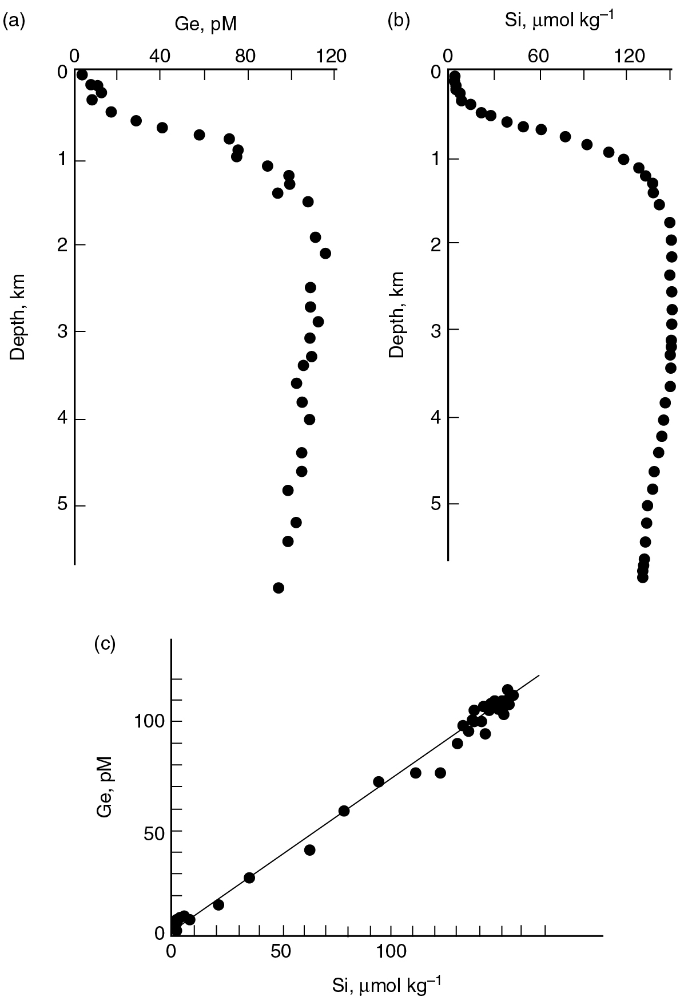 (a)
Ge, pM
0 40 80 120
0
1
2
3
4
5
Depth, km
(b)
Si, μmol kg⁻¹
0 60 120
0
1
2
3
4
5
Depth, km
(c)
100
50
0
Ge, pM
0 50 100
Si, μmol kg⁻¹